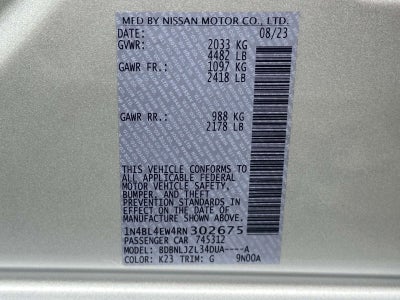 MFD BY NISSAN MOTOR CO., LTD.
DATE: 08/23
GVWR: 2033 KG
4482 LB
GAWR FR.: 1097 KG
2418 LB
GAWR RR.: 988 KG
2178 LB
THIS VEHICLE CONFORMS TO
ALL APPLICABLE FEDERAL
MOTOR VEHICLE SAFETY,
BUMPER, AND THEFT
PREVENTION STANDARDS IN
EFFECT ON THE DATE OF
MANUFACTURE SHOWN ABOVE.
1N4BL4EW4RN302675
PASSENGER CAR 745312
MODEL: BDBNLJZL34DUA----A
COLOR: K23 TRIM: G 9N00A